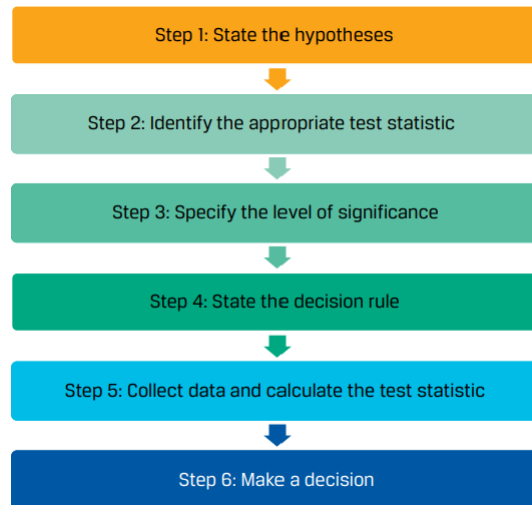 Step 1: State the hypotheses
Step 2: Identify the appropriate test statistic
Step 3: Specify the level of significance
Step 4: State the decision rule
Step 5: Collect data and calculate the test statistic
Step 6: Make a decision